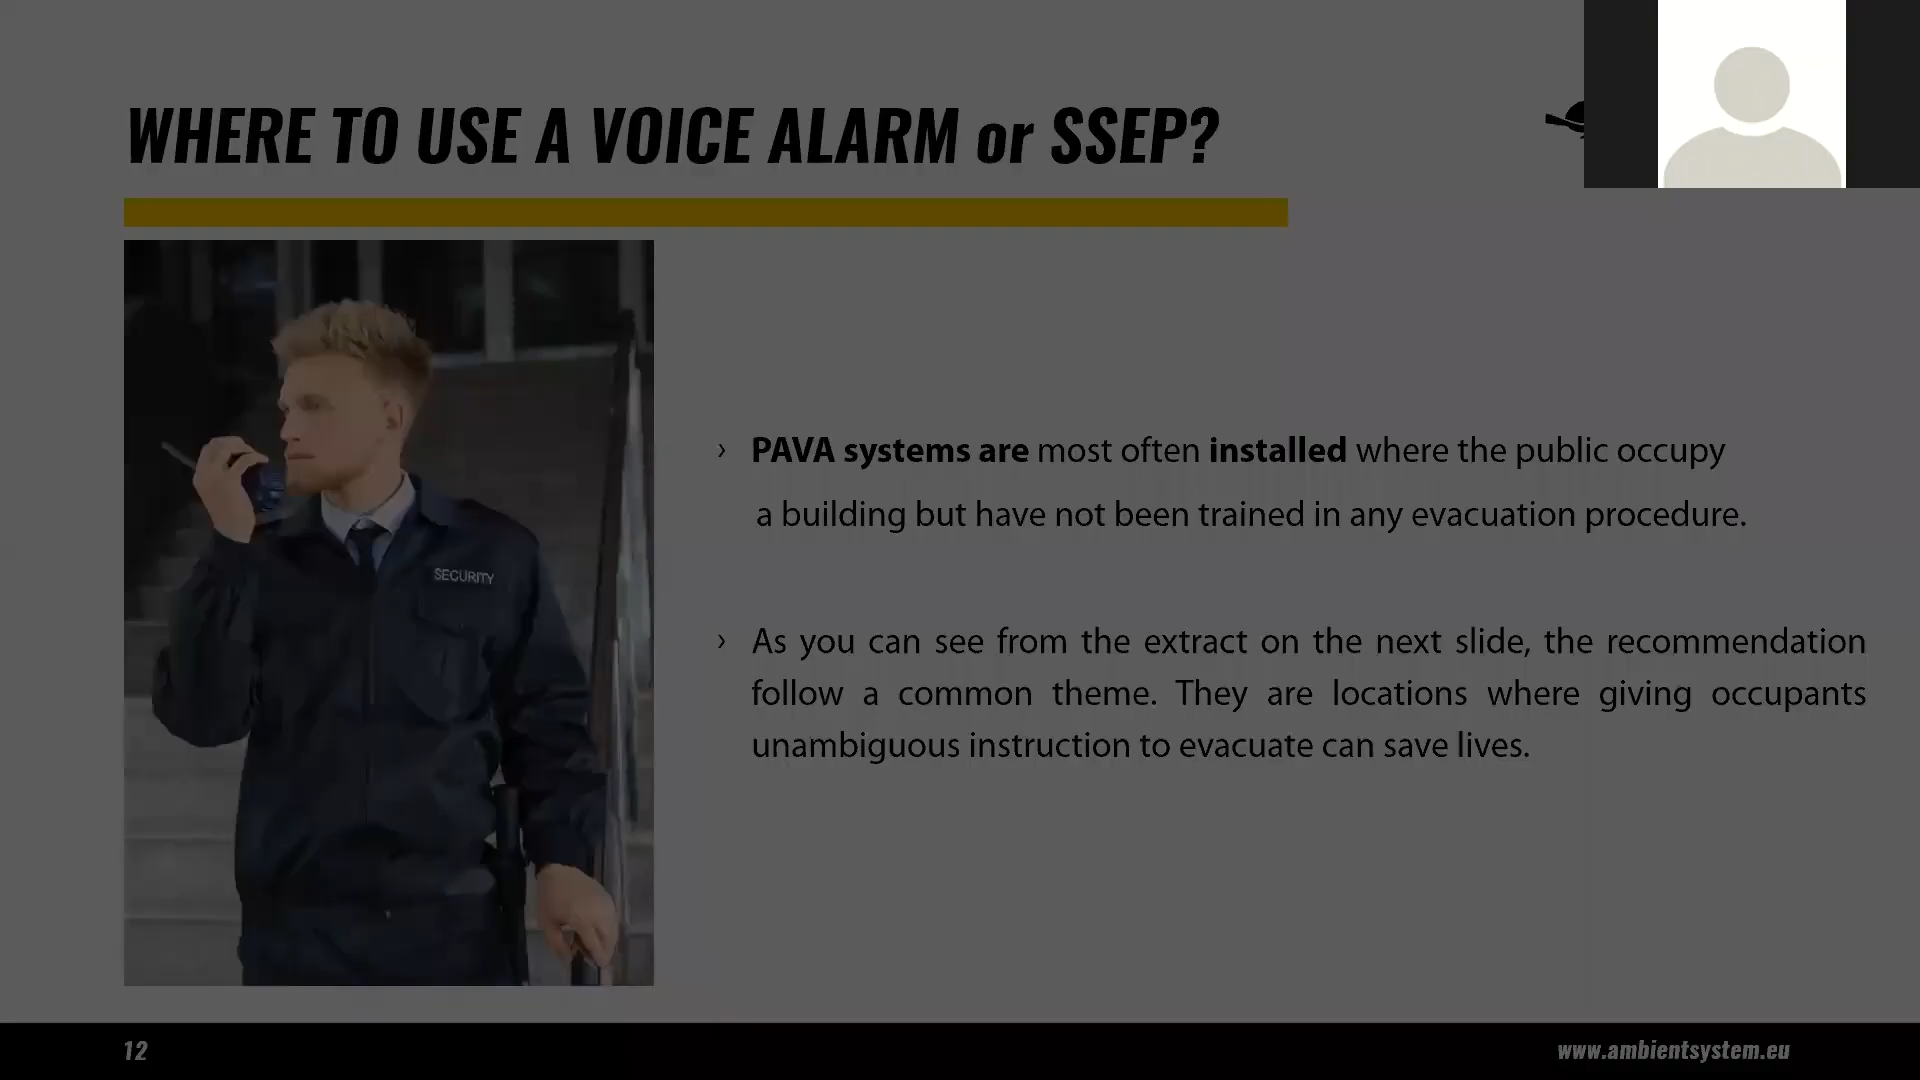 WHERE TO USE A VOICE ALARM or SSEP?
SECURITY
› PAVA systems are most often installed where the public occupy
a building but have not been trained in any evacuation procedure.
› As you can see from the extract on the next slide, the recommendation
follow a common theme. They are locations where giving occupants
unambiguous instruction to evacuate can save lives.
12
www.ambientsystem.eu